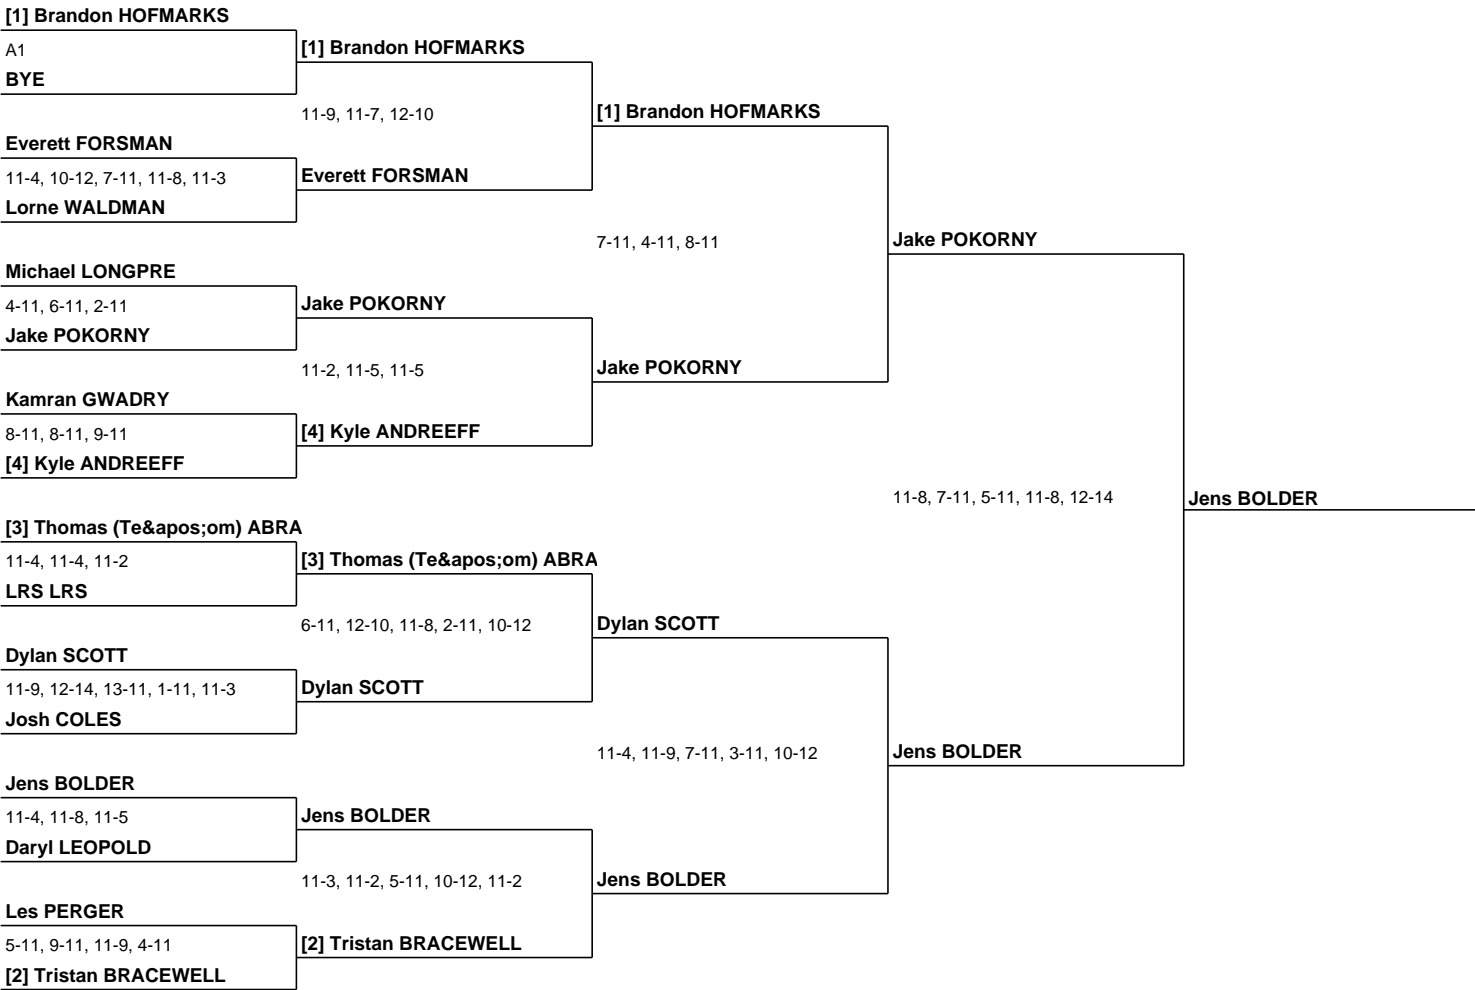 [1] Brandon HOFMARKS
A1
BYE
Everett FORSMAN
11-4, 10-12, 7-11, 11-8, 11-3
Lorne WALDMAN
Michael LONGPRE
4-11, 6-11, 2-11
Jake POKORNY
Kamran GWADRY
8-11, 8-11, 9-11
[4] Kyle ANDREEFF
[3] Thomas (Te&apos;om) ABRA
11-4, 11-4, 11-2
LRS LRS
Dylan SCOTT
11-9, 12-14, 13-11, 1-11, 11-3
Josh COLES
Jens BOLDER
11-4, 11-8, 11-5
Daryl LEOPOLD
Les PERGER
5-11, 9-11, 11-9, 4-11
[2] Tristan BRACEWELL
[1] Brandon HOFMARKS
11-9, 11-7, 12-10
Everett FORSMAN
Jake POKORNY
11-2, 11-5, 11-5
[4] Kyle ANDREEFF
[3] Thomas (Te&apos;om) ABRA
6-11, 12-10, 11-8, 2-11, 10-12
Dylan SCOTT
Jens BOLDER
11-3, 11-2, 5-11, 10-12, 11-2
[2] Tristan BRACEWELL
[1] Brandon HOFMARKS
7-11, 4-11, 8-11
Jake POKORNY
Dylan SCOTT
11-4, 11-9, 7-11, 3-11, 10-12
Jens BOLDER
Jake POKORNY
11-8, 7-11, 5-11, 11-8, 12-14
Jens BOLDER
Jens BOLDER